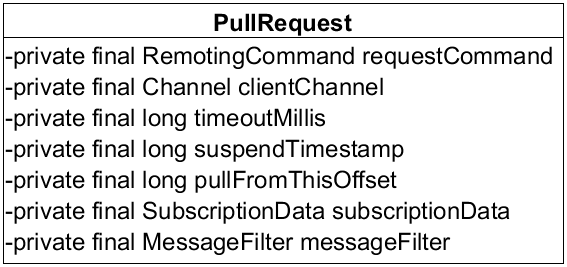 PullRequest
-private final RemotingCommand requestCommand
-private final Channel clientChannel
-private final long timeoutMillis
-private final long suspendTimestamp
-private final long pullFromThisOffset
-private final SubscriptionData subscriptionData
-private final MessageFilter messageFilter